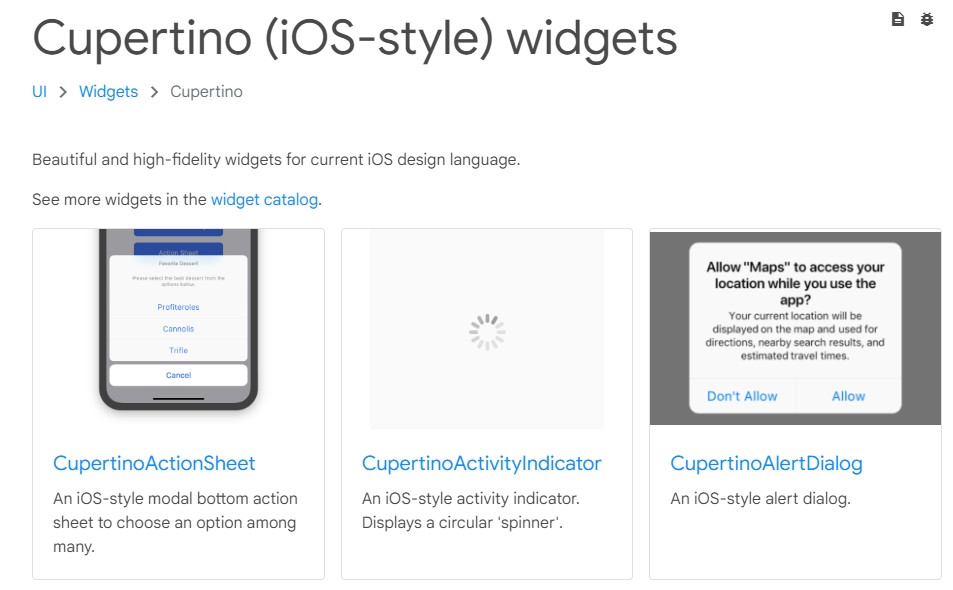 Cupertino (iOS-style) widgets
UI > Widgets > Cupertino
Beautiful and high-fidelity widgets for current iOS design language.
See more widgets in the widget catalog.
Action Sheet
Favorite Dessert
Please select the best dessert from the
options below.
Profiteroles
Cannolis
Trifle
Cancel
Allow "Maps" to access your
location while you use the
app?
Your current location will be
displayed on the map and used for
directions, nearby search results, and
estimated travel times.
Don't Allow
Allow
CupertinoActionSheet
An iOS-style modal bottom action
sheet to choose an option among
many.
CupertinoActivityIndicator
An iOS-style activity indicator.
Displays a circular 'spinner'.
CupertinoAlertDialog
An iOS-style alert dialog.